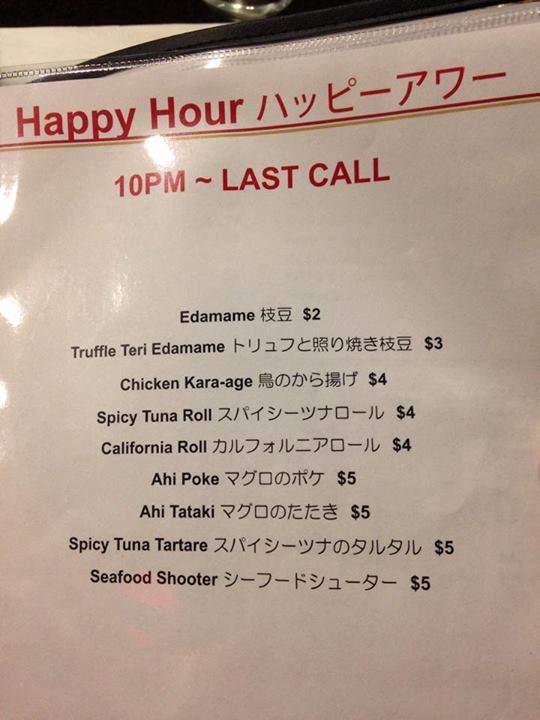 Happy Hour ハッピーアワー
10PM ~ LAST CALL
Edamame 枝豆 $2
Truffle Teri Edamame トリュフと照り焼き枝豆 $3
Chicken Kara-age 鳥のから揚げ $4
Spicy Tuna Roll スパイシーツナロール $4
California Roll カルフォルニアロール $4
Ahi Poke マグロのポケ $5
Ahi Tataki マグロのたたき $5
Spicy Tuna Tartare スパイシーツナのタルタル $5
Seafood Shooter シーフードシューター $5